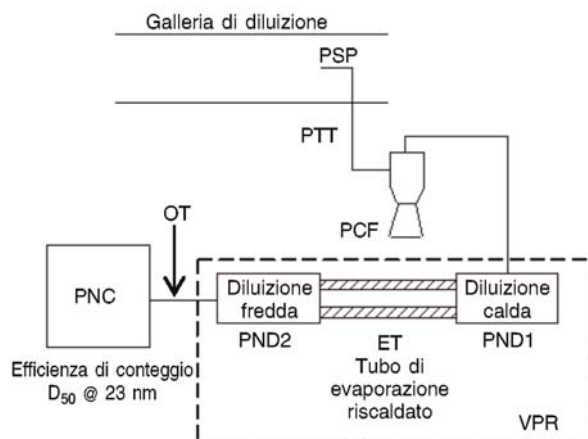 Galleria di diluizione
PSP
PTT
PCF
OT
PNC
Efficienza di conteggio
D50 @ 23 nm
Diluizione
fredda
PND2
ET
Tubo di
evaporazione
riscaldato
Diluizione
calda
PND1
VPR